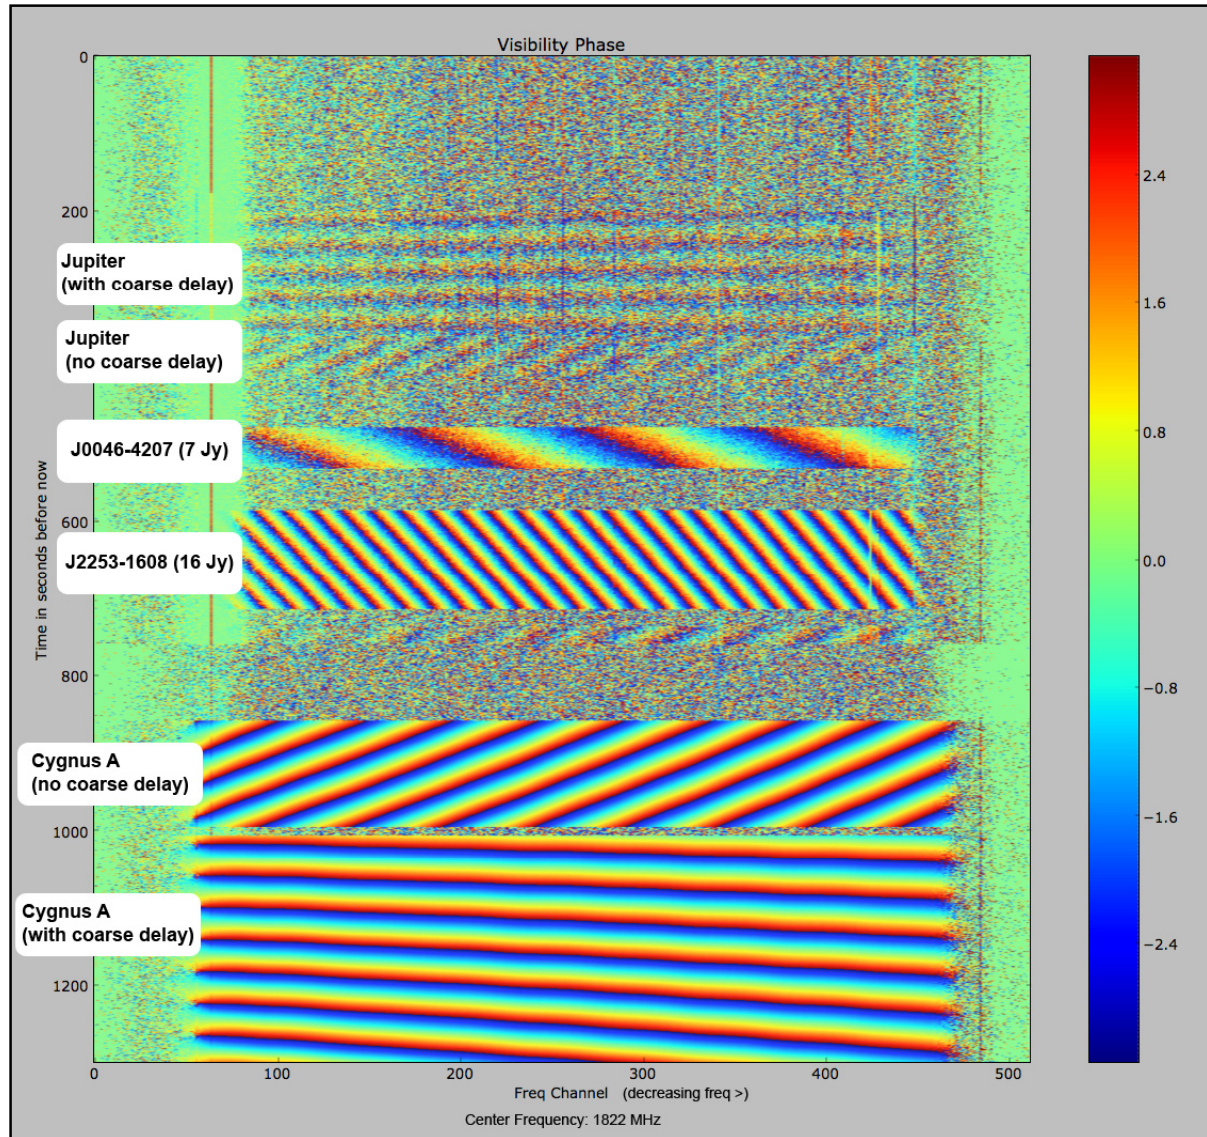 Visibility Phase
0
200
600
800
1000
1200
Time in seconds before now
Jupiter
(with coarse delay)
Jupiter
(no coarse delay)
J0046-4207 (7 Jy)
J2253-1608 (16 Jy)
Cygnus A
(no coarse delay)
Cygnus A
(with coarse delay)
0 100 200 300 400 500
Freq Channel (decreasing freq >)
Center Frequency: 1822 MHz
2.4
1.6
0.8
0.0
−0.8
−1.6
−2.4